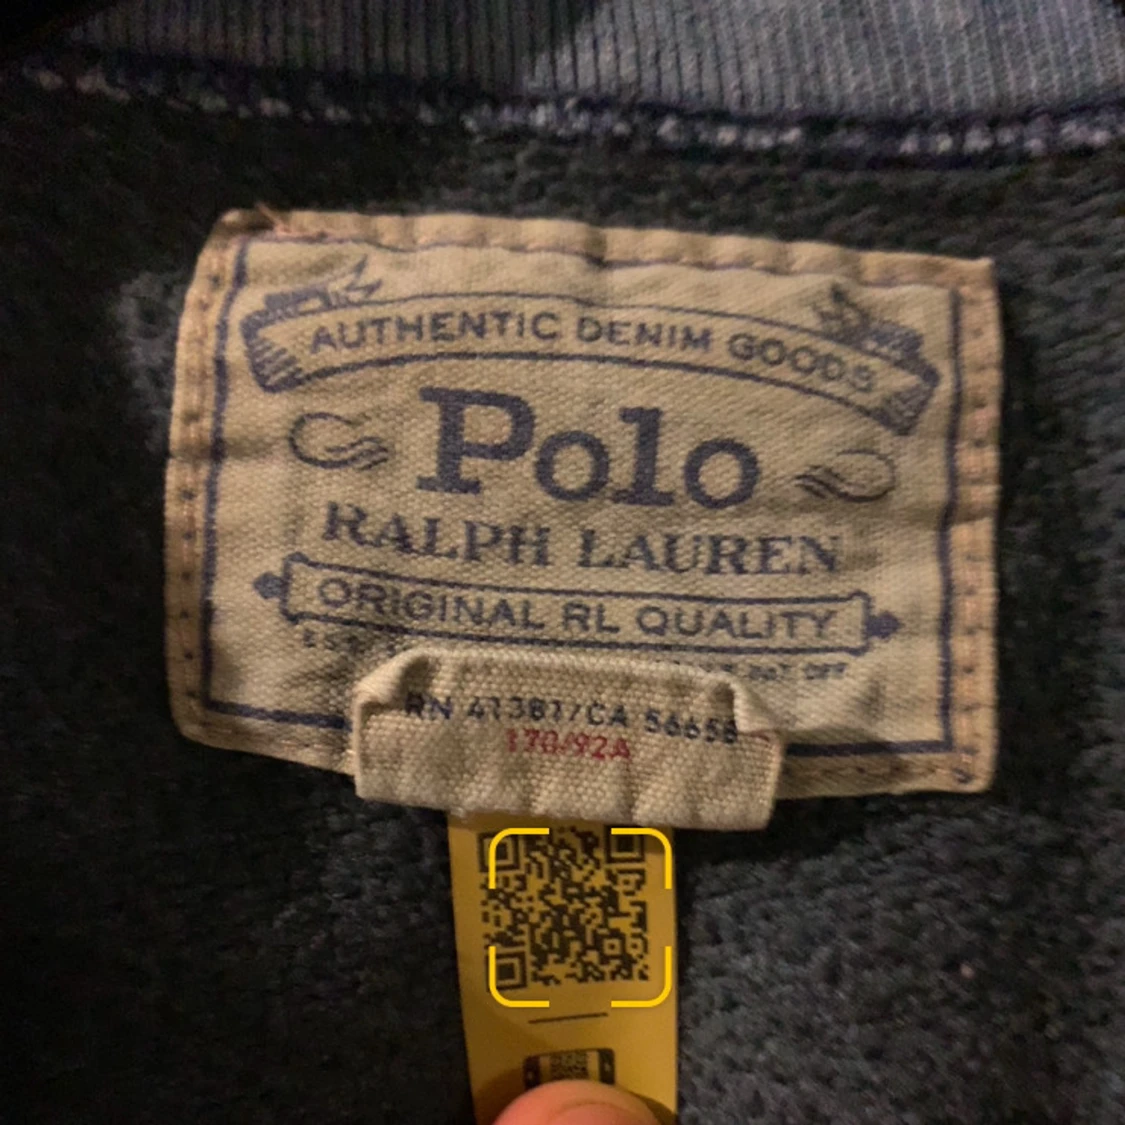 AUTHENTIC DENIM GOODS
Polo
RALPH LAUREN
ORIGINAL RL QUALITY
RN 41381/CA 56658
170/92A